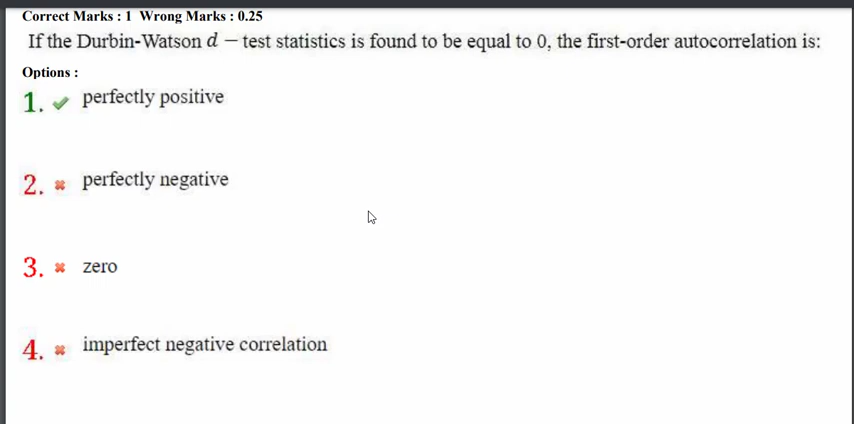 Correct Marks : 1 Wrong Marks : 0.25
If the Durbin-Watson d – test statistics is found to be equal to 0, the first-order autocorrelation is:
Options :
1. ✔ perfectly positive
2. ✖ perfectly negative
3. ✖ zero
4. ✖ imperfect negative correlation